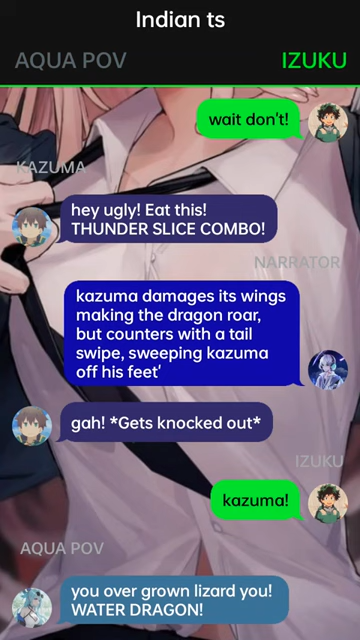 Indian ts
AQUA POV
IZUKU
wait don't!
KAZUMA
hey ugly! Eat this!
THUNDER SLICE COMBO!
NARRATOR
kazuma damages its wings
making the dragon roar,
but counters with a tail
swipe, sweeping kazuma
off his feet'
gah! *Gets knocked out*
IZUKU
kazuma!
AQUA POV
you over grown lizard you!
WATER DRAGON!